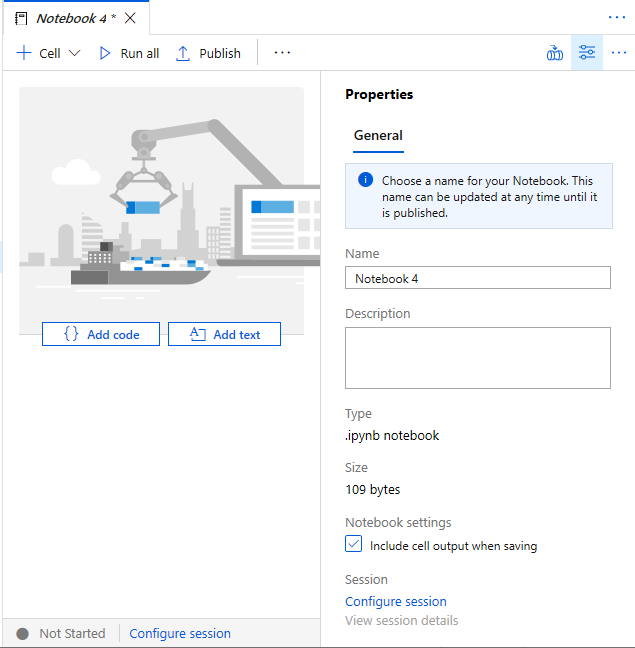 Notebook 4 *
Cell
Run all
Publish
Properties
General
Choose a name for your Notebook. This
name can be updated at any time until it
is published.
Name
Notebook 4
Description
Add code
Add text
Type
.ipynb notebook
Size
109 bytes
Notebook settings
Include cell output when saving
Session
Configure session
View session details
Not Started
Configure session